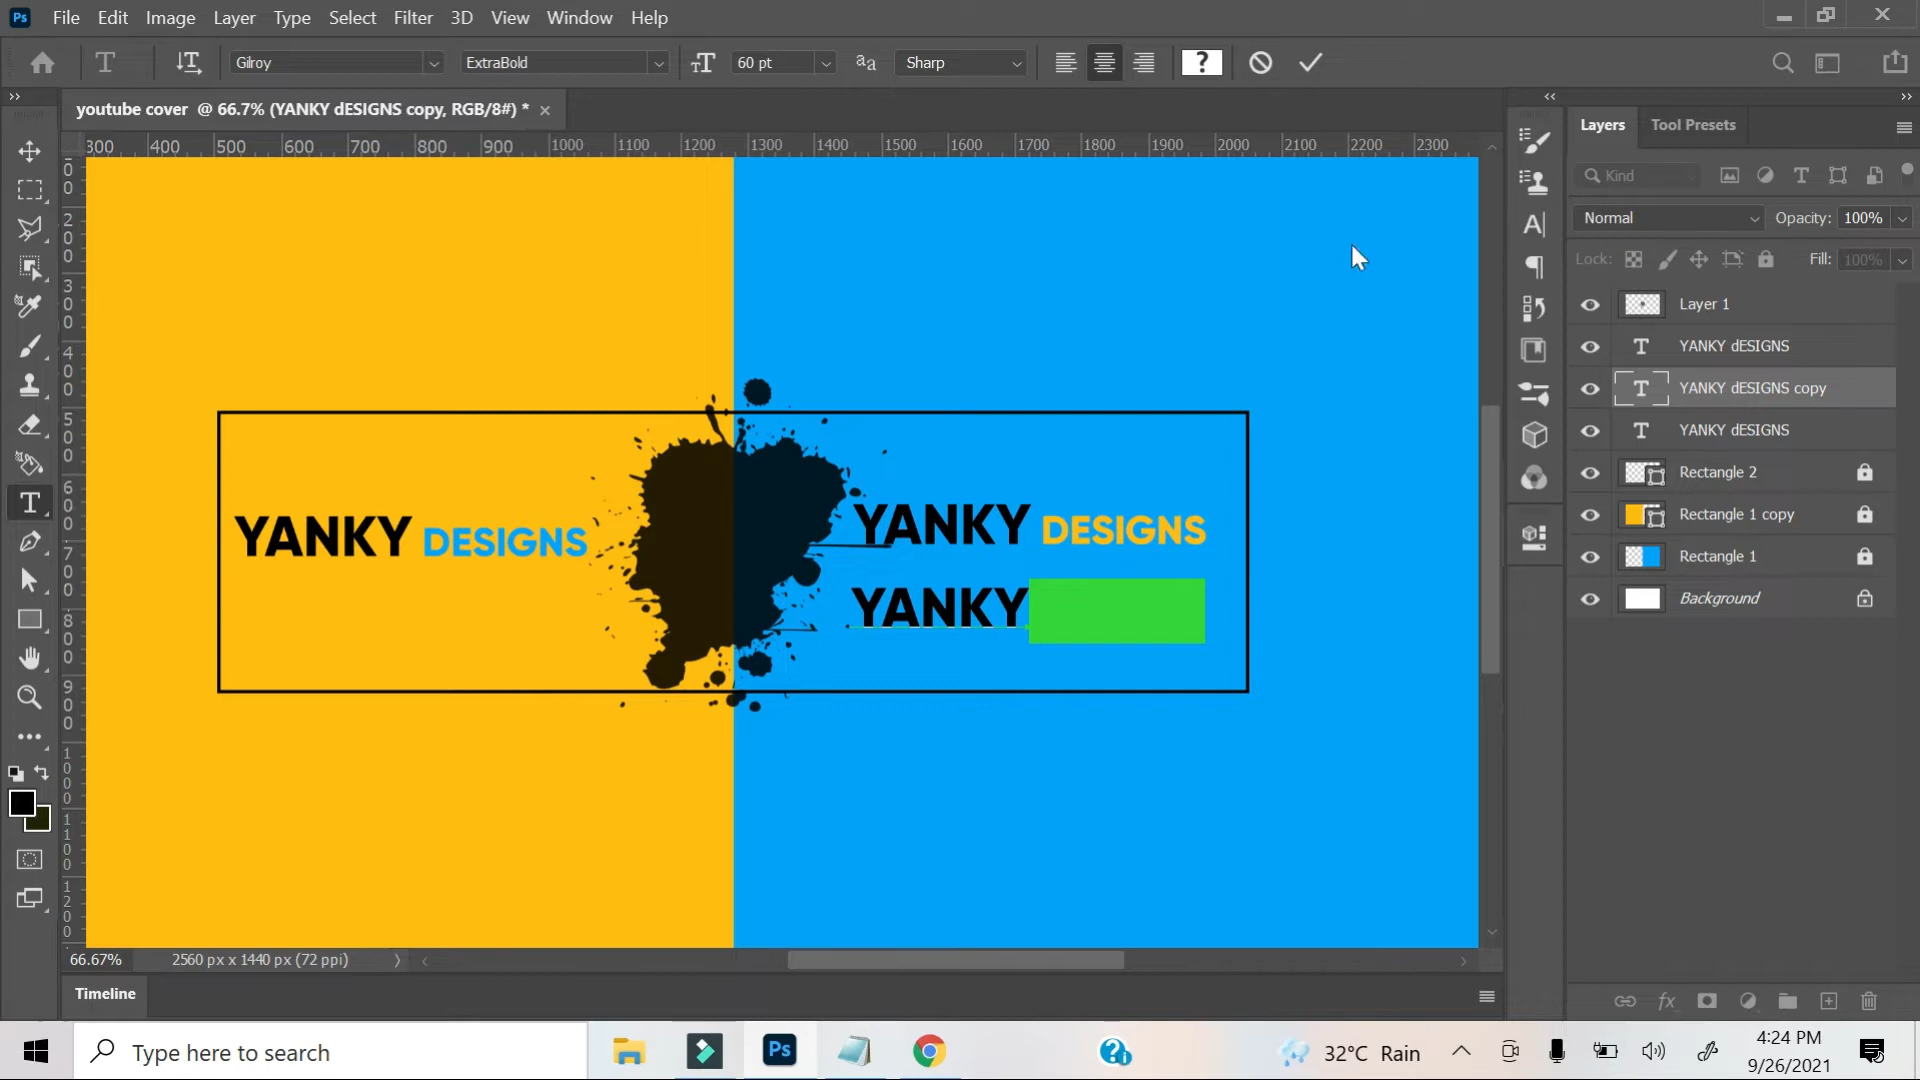 Ps File Edit Image Layer Type Select Filter 3D View Window Help
T Gilroy ExtraBold 60 pt aa Sharp ?
youtube cover @ 66.7% (YANKY dESIGNS copy, RGB/8#) *
300 400 500 600 700 800 900 1000 1100 1200 1300 1400 1500 1600 1700 1800 1900 2000 2100 2200 2300
Layers Tool Presets
Kind
Normal Opacity: 100%
Lock: Fill: 100%
Layer 1
YANKY dESIGNS
YANKY dESIGNS copy
YANKY dESIGNS
Rectangle 2
Rectangle 1 copy
Rectangle 1
Background
YANKY DESIGNS
YANKY DESIGNS
YANKY
66.67% 2560 px x 1440 px (72 ppi)
Timeline
fx
Type here to search
Ps
32°C Rain
4:24 PM
9/26/2021